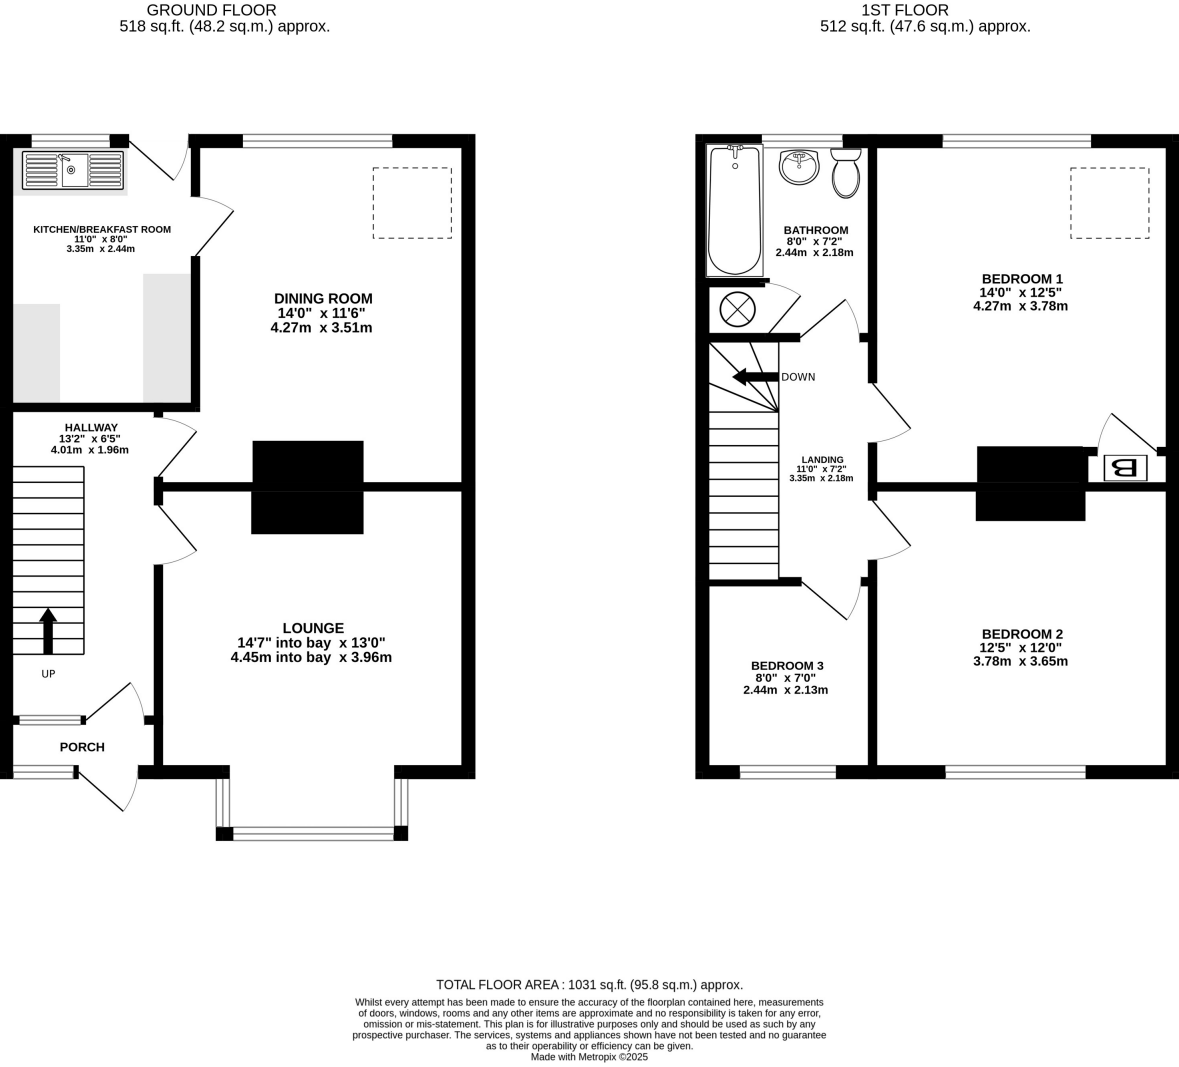 GROUND FLOOR
518 sq.ft. (48.2 sq.m.) approx.
1ST FLOOR
512 sq.ft. (47.6 sq.m.) approx.
KITCHEN/BREAKFAST ROOM
11'0" x 8'0"
3.35m x 2.44m
DINING ROOM
14'0" x 11'6"
4.27m x 3.51m
HALLWAY
13'2" x 6'5"
4.01m x 1.96m
LOUNGE
14'7" into bay x 13'0"
4.45m into bay x 3.96m
UP
PORCH
BATHROOM
8'0" x 7'2"
2.44m x 2.18m
BEDROOM 1
14'0" x 12'5"
4.27m x 3.78m
DOWN
LANDING
11'0" x 7'2"
3.35m x 2.18m
B
BEDROOM 2
12'5" x 12'0"
3.78m x 3.65m
BEDROOM 3
8'0" x 7'0"
2.44m x 2.13m
TOTAL FLOOR AREA : 1031 sq.ft. (95.8 sq.m.) approx.
Whilst every attempt has been made to ensure the accuracy of the floorplan contained here, measurements
of doors, windows, rooms and any other items are approximate and no responsibility is taken for any error,
omission or mis-statement. This plan is for illustrative purposes only and should be used as such by any
prospective purchaser. The services, systems and appliances shown have not been tested and no guarantee
as to their operability or efficiency can be given.
Made with Metropix ©2025